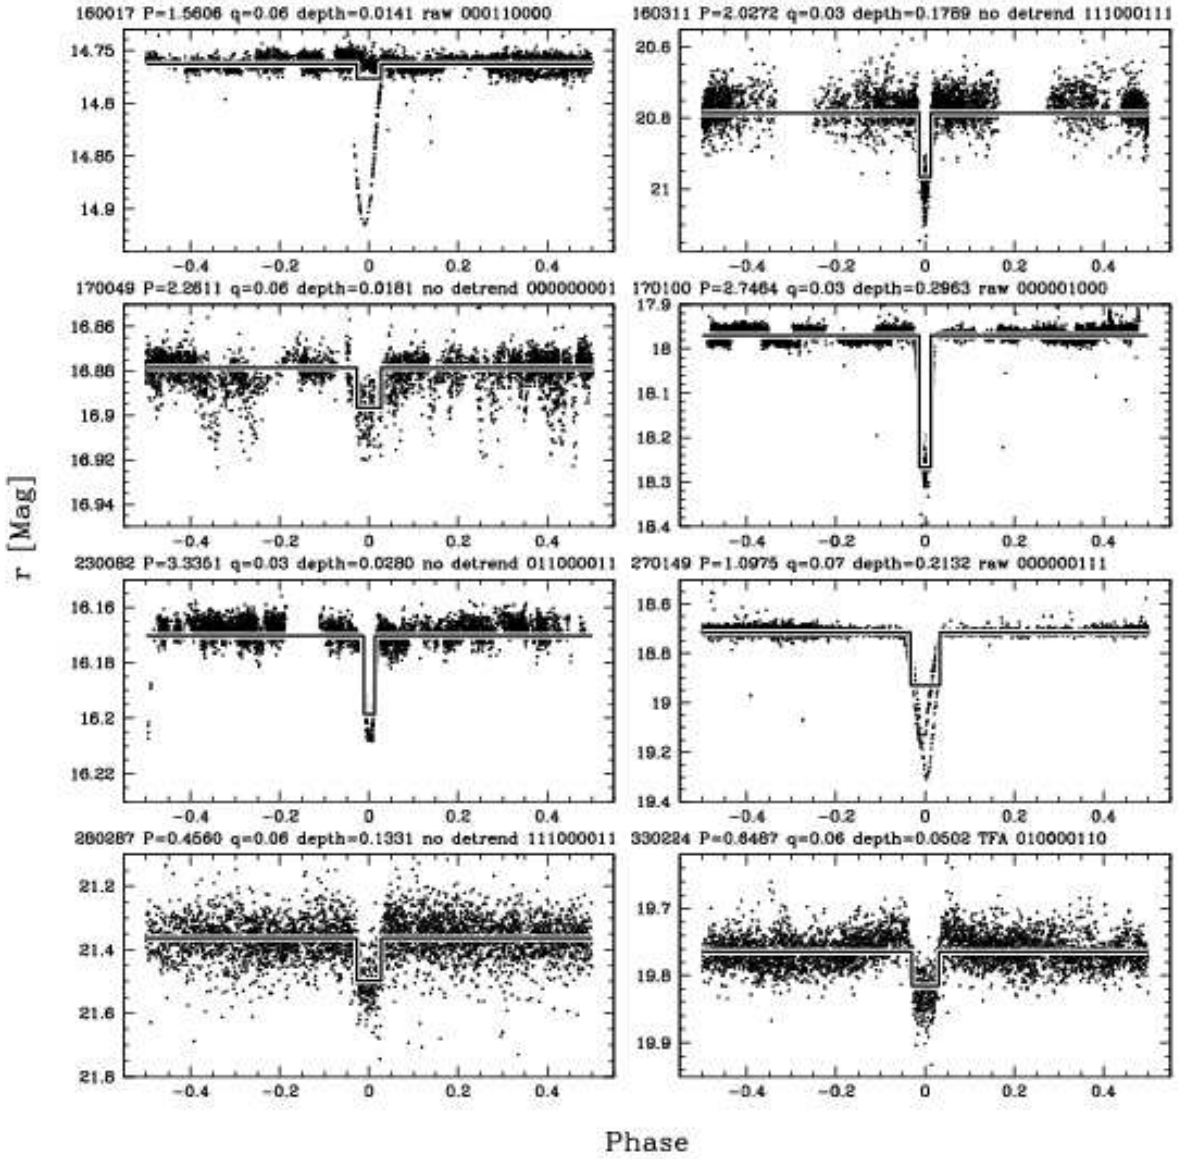 160017 P=1.5606 q=0.06 depth=0.0141 raw 000110000
160311 P=2.0272 q=0.03 depth=0.1789 no detrend 111000111
14.75
14.8
14.85
14.9
−0.4 −0.2 0 0.2 0.4
20.6
20.8
21
−0.4 −0.2 0 0.2 0.4
170049 P=2.2611 q=0.06 depth=0.0181 no detrend 000000001
170100 P=2.7464 q=0.03 depth=0.2963 raw 000001000
16.86
16.88
16.9
16.92
16.94
−0.4 −0.2 0 0.2 0.4
17.9
18
18.1
18.2
18.3
18.4
−0.4 −0.2 0 0.2 0.4
r [Mag]
230082 P=3.3351 q=0.03 depth=0.0280 no detrend 011000011
270149 P=1.0975 q=0.07 depth=0.2132 raw 000000111
16.16
16.18
16.2
16.22
−0.4 −0.2 0 0.2 0.4
18.6
18.8
19
19.2
19.4
−0.4 −0.2 0 0.2 0.4
280287 P=0.4560 q=0.06 depth=0.1331 no detrend 111000011
330224 P=0.8487 q=0.06 depth=0.0502 TFA 010000110
21.2
21.4
21.6
21.8
−0.4 −0.2 0 0.2 0.4
19.7
19.8
19.9
−0.4 −0.2 0 0.2 0.4
Phase